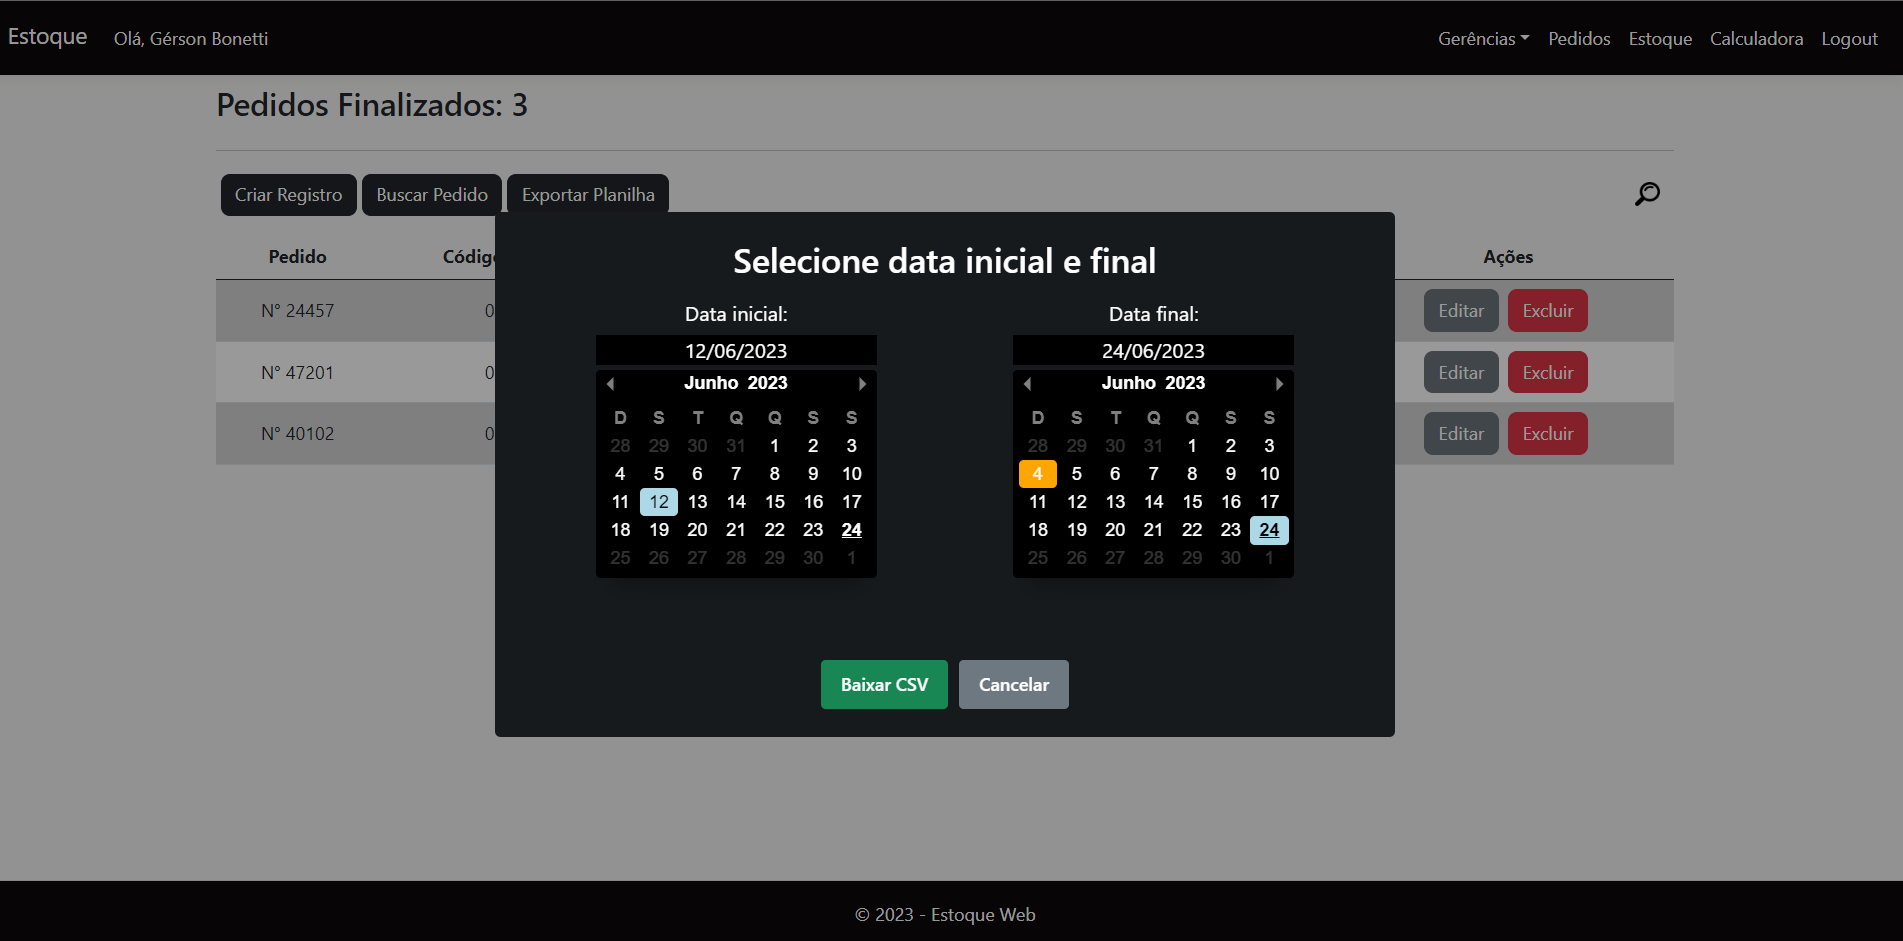 Estoque Olá, Gérson Bonetti Gerências Pedidos Estoque Calculadora Logout
Pedidos Finalizados: 3
Criar Registro Buscar Pedido Exportar Planilha
Pedido Ações
Selecione data inicial e final
N° 24457 0 Editar Excluir
N° 47201 0 Editar Excluir
N° 40102 0 Editar Excluir
Data inicial:
12/06/2023
Junho 2023
D S T Q Q S S
28 29 30 31 1 2 3
4 5 6 7 8 9 10
11 12 13 14 15 16 17
18 19 20 21 22 23 24
25 26 27 28 29 30 1
Data final:
24/06/2023
Junho 2023
D S T Q Q S S
28 29 30 31 1 2 3
4 5 6 7 8 9 10
11 12 13 14 15 16 17
18 19 20 21 22 23 24
25 26 27 28 29 30 1
Baixar CSV Cancelar
© 2023 - Estoque Web